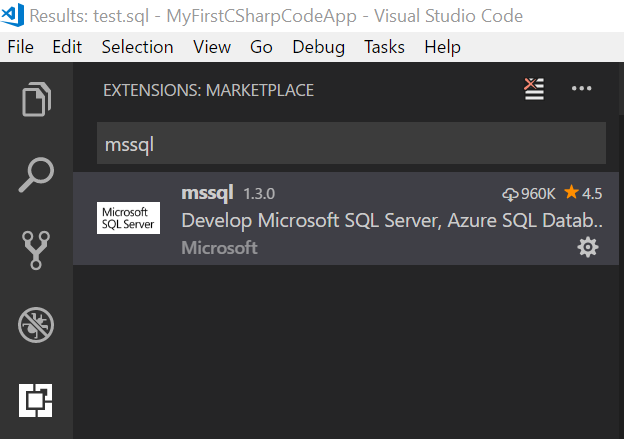 Results: test.sql - MyFirstCSharpCodeApp - Visual Studio Code
File Edit Selection View Go Debug Tasks Help
EXTENSIONS: MARKETPLACE
mssql
mssql 1.3.0 960K 4.5
Microsoft
SQL Server
Develop Microsoft SQL Server, Azure SQL Datab..
Microsoft